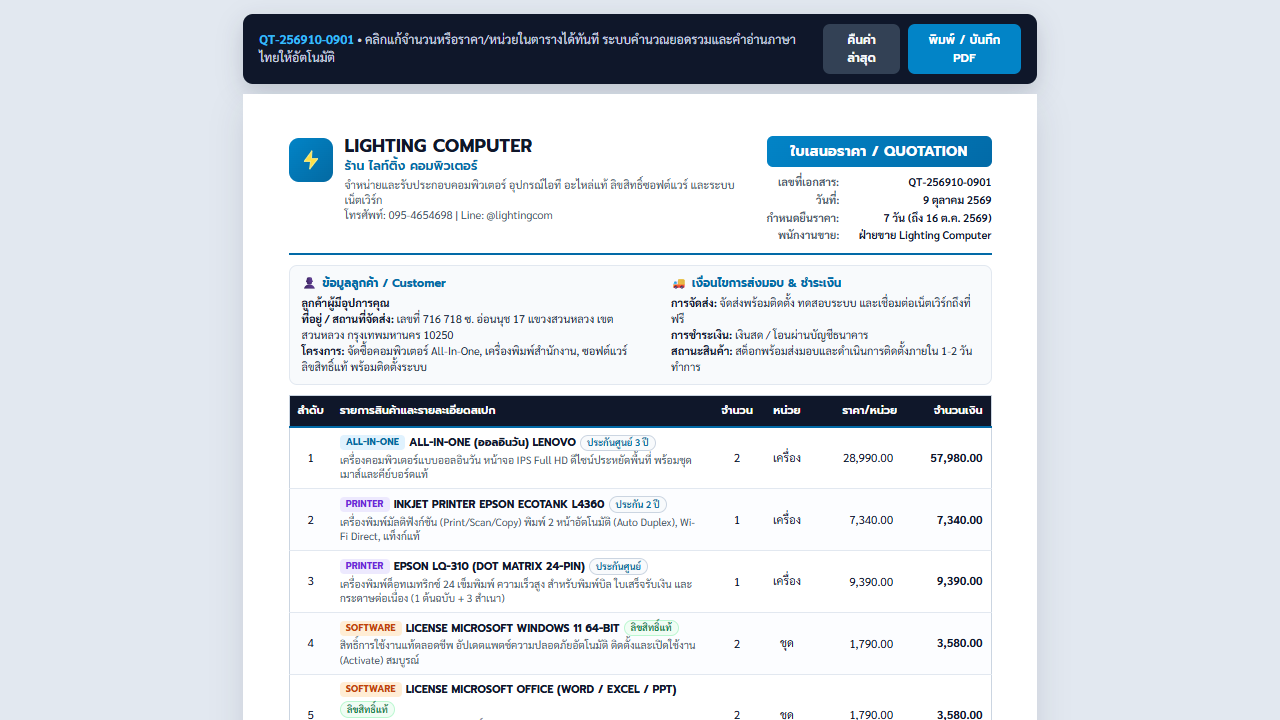 QT-256910-0901 • คลิกแก้จำนวนหรือราคา/หน่วยในตารางได้ทันที ระบบคำนวณยอดรวมและคำอ่านภาษา
ไทยให้อัตโนมัติ
คืนค่า
ล่าสุด
พิมพ์ / บันทึก
PDF
LIGHTING COMPUTER
ร้าน ไลท์ติ้ง คอมพิวเตอร์
จำหน่ายและรับประกอบคอมพิวเตอร์ อุปกรณ์ไอที อะไหล่แท้ ลิขสิทธิ์ซอฟต์แวร์ และระบบ
เน็ตเวิร์ก
โทรศัพท์: 095-4654698 | Line: @lightingcom
ใบเสนอราคา / QUOTATION
เลขที่เอกสาร: QT-256910-0901
วันที่: 9 ตุลาคม 2569
กำหนดยืนราคา: 7 วัน (ถึง 16 ต.ค. 2569)
พนักงานขาย: ฝ่ายขาย Lighting Computer
ข้อมูลลูกค้า / Customer
ลูกค้าผู้มีอุปการคุณ
ที่อยู่ / สถานที่จัดส่ง: เลขที่ 716 718 ซ. อ่อนนุช 17 แขวงสวนหลวง เขต
สวนหลวง กรุงเทพมหานคร 10250
โครงการ: จัดซื้อคอมพิวเตอร์ All-In-One, เครื่องพิมพ์สำนักงาน, ซอฟต์แวร์
ลิขสิทธิ์แท้ พร้อมติดตั้งระบบ
เงื่อนไขการส่งมอบ & ชำระเงิน
การจัดส่ง: จัดส่งพร้อมติดตั้ง ทดสอบระบบ และเชื่อมต่อเน็ตเวิร์กถึงที่
ฟรี
การชำระเงิน: เงินสด / โอนผ่านบัญชีธนาคาร
สถานะสินค้า: สต็อกพร้อมส่งมอบและดำเนินการติดตั้งภายใน 1-2 วัน
ทำการ
ลำดับ รายการสินค้าและรายละเอียดสเปก จำนวน หน่วย ราคา/หน่วย จำนวนเงิน
ALL-IN-ONE ALL-IN-ONE (ออลอินวัน) LENOVO ประกันศูนย์ 3 ปี
1 เครื่องคอมพิวเตอร์แบบออลอินวัน หน้าจอ IPS Full HD ดีไซน์ประหยัดพื้นที่ พร้อมชุด 2 เครื่อง 28,990.00 57,980.00
เมาส์และคีย์บอร์ดแท้
PRINTER INKJET PRINTER EPSON ECOTANK L4360 ประกัน 2 ปี
2 เครื่องพิมพ์มัลติฟังก์ชัน (Print/Scan/Copy) พิมพ์ 2 หน้าอัตโนมัติ (Auto Duplex), Wi- 1 เครื่อง 7,340.00 7,340.00
Fi Direct, แท็งก์แท้
PRINTER EPSON LQ-310 (DOT MATRIX 24-PIN) ประกันศูนย์
3 เครื่องพิมพ์ด็อทเมทริกซ์ 24 เข็มพิมพ์ ความเร็วสูง สำหรับพิมพ์บิล ใบเสร็จรับเงิน และ 1 เครื่อง 9,390.00 9,390.00
กระดาษต่อเนื่อง (1 ต้นฉบับ + 3 สำเนา)
SOFTWARE LICENSE MICROSOFT WINDOWS 11 64-BIT ลิขสิทธิ์แท้
4 สิทธิ์การใช้งานแท้ตลอดชีพ อัปเดตแพตช์ความปลอดภัยอัตโนมัติ ติดตั้งและเปิดใช้งาน 2 ชุด 1,790.00 3,580.00
(Activate) สมบูรณ์
SOFTWARE LICENSE MICROSOFT OFFICE (WORD / EXCEL / PPT)
ลิขสิทธิ์แท้
5 2 ชุด 1,790.00 3,580.00